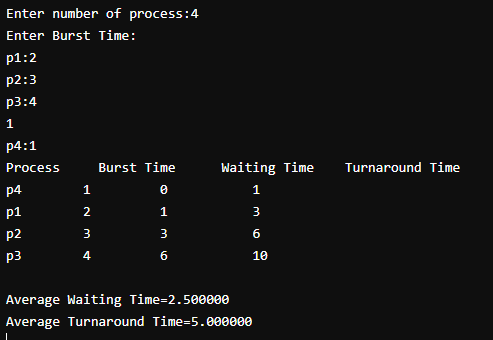 Enter number of process:4
Enter Burst Time:
p1:2
p2:3
p3:4
1
p4:1
Process Burst Time Waiting Time Turnaround Time
p4 1 0 1
p1 2 1 3
p2 3 3 6
p3 4 6 10
Average Waiting Time=2.500000
Average Turnaround Time=5.000000